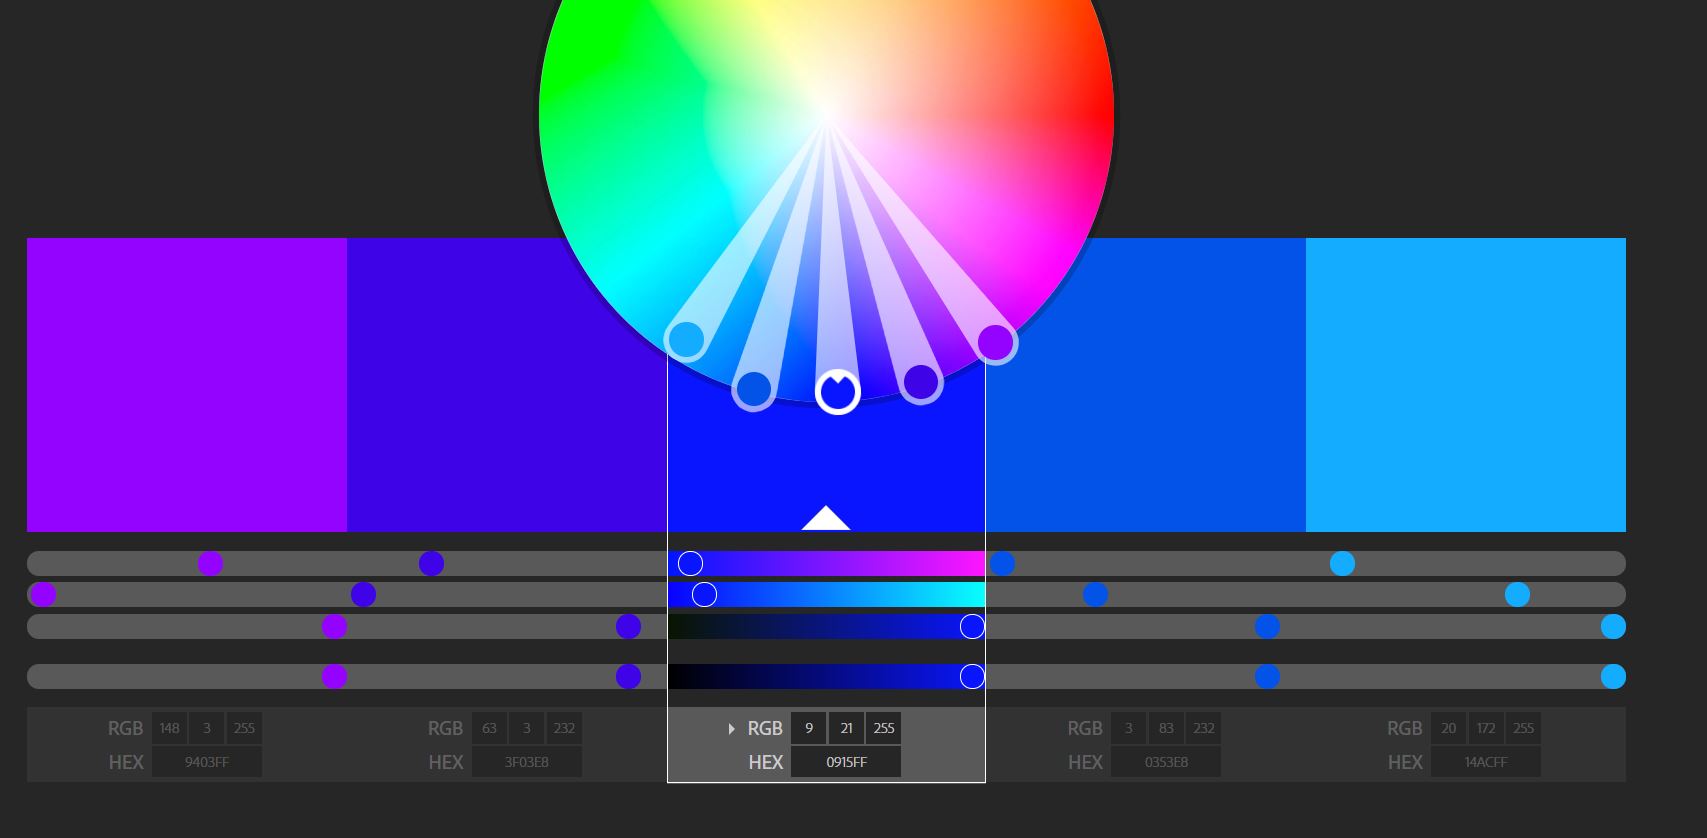 RGB 148 3 255
HEX 9403FF
RGB 63 3 232
HEX 3F03E8
RGB 9 21 255
HEX 0915FF
RGB 3 83 232
HEX 0353E8
RGB 20 172 255
HEX 14ACFF